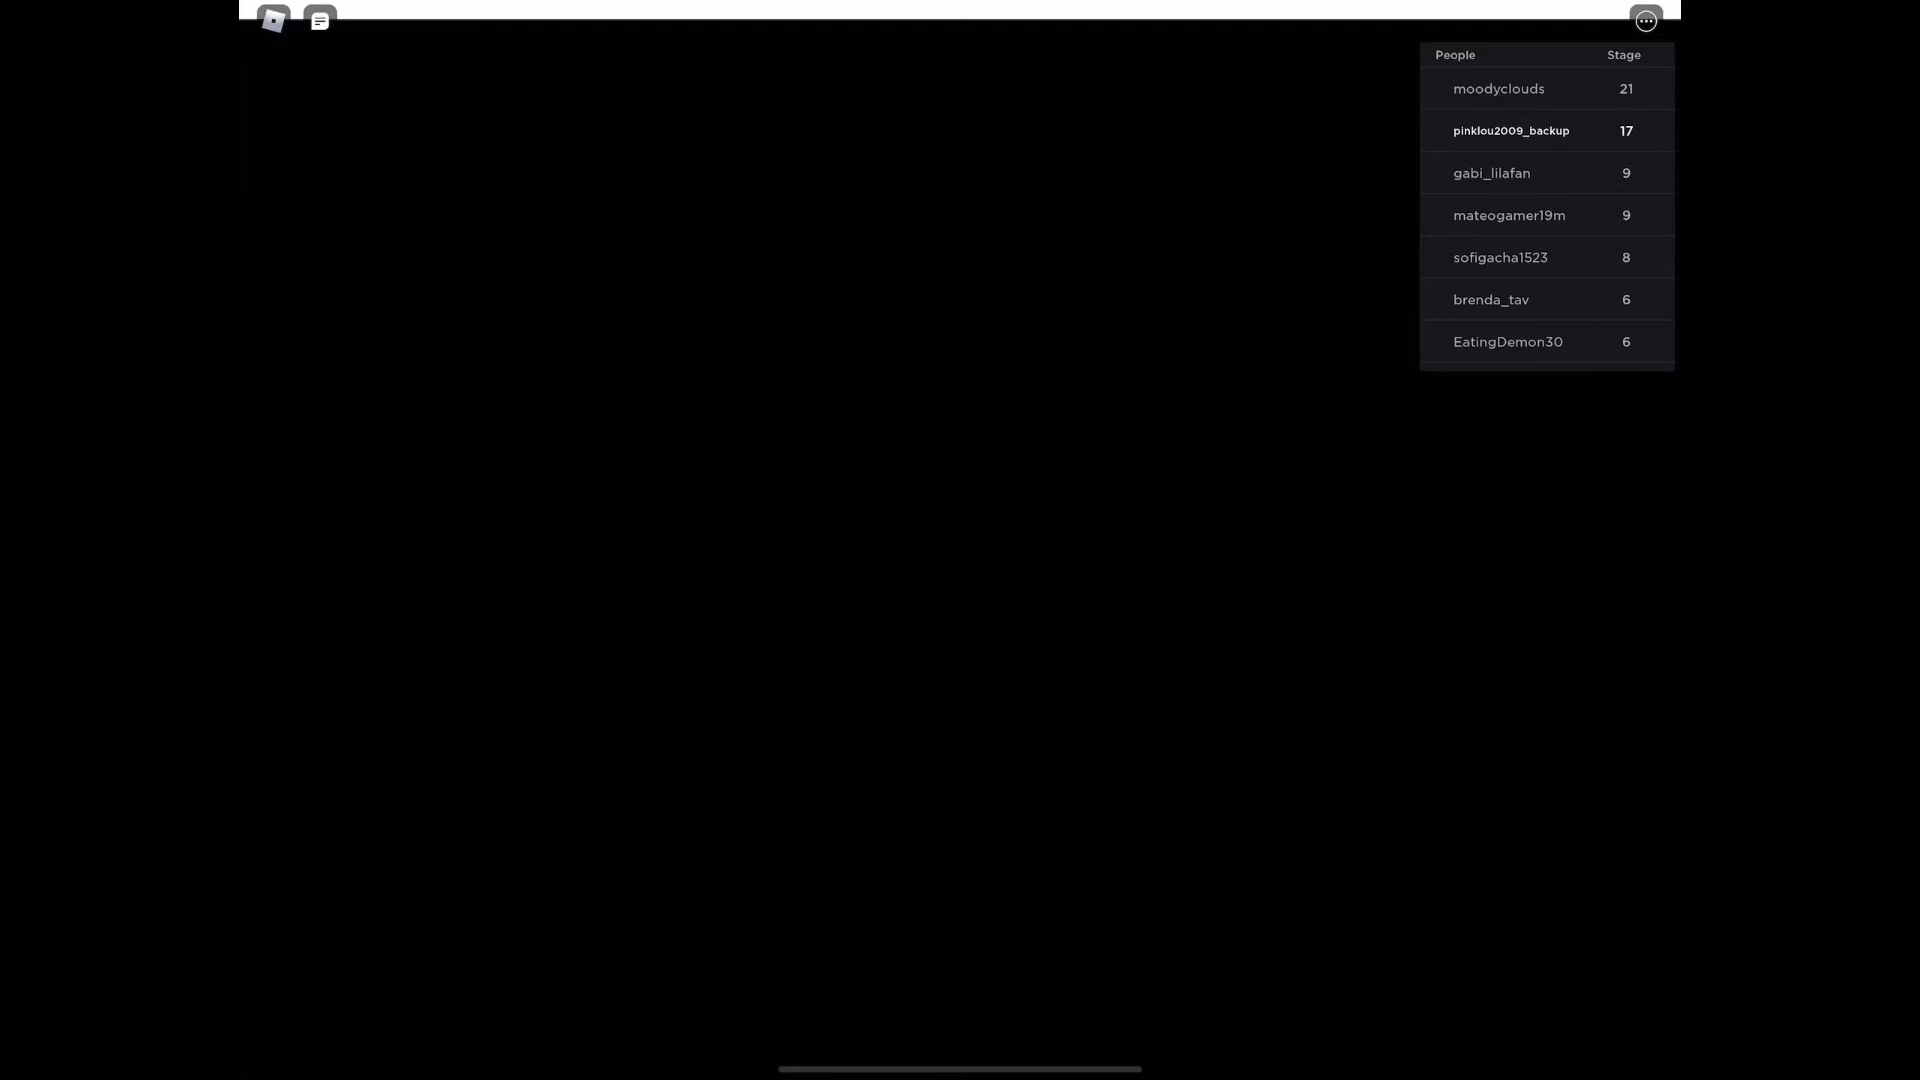 People Stage
moodyclouds 21
pinklou2009_backup 17
gabi_lilafan 9
mateogamer19m 9
sofigacha1523 8
brenda_tav 6
EatingDemon30 6